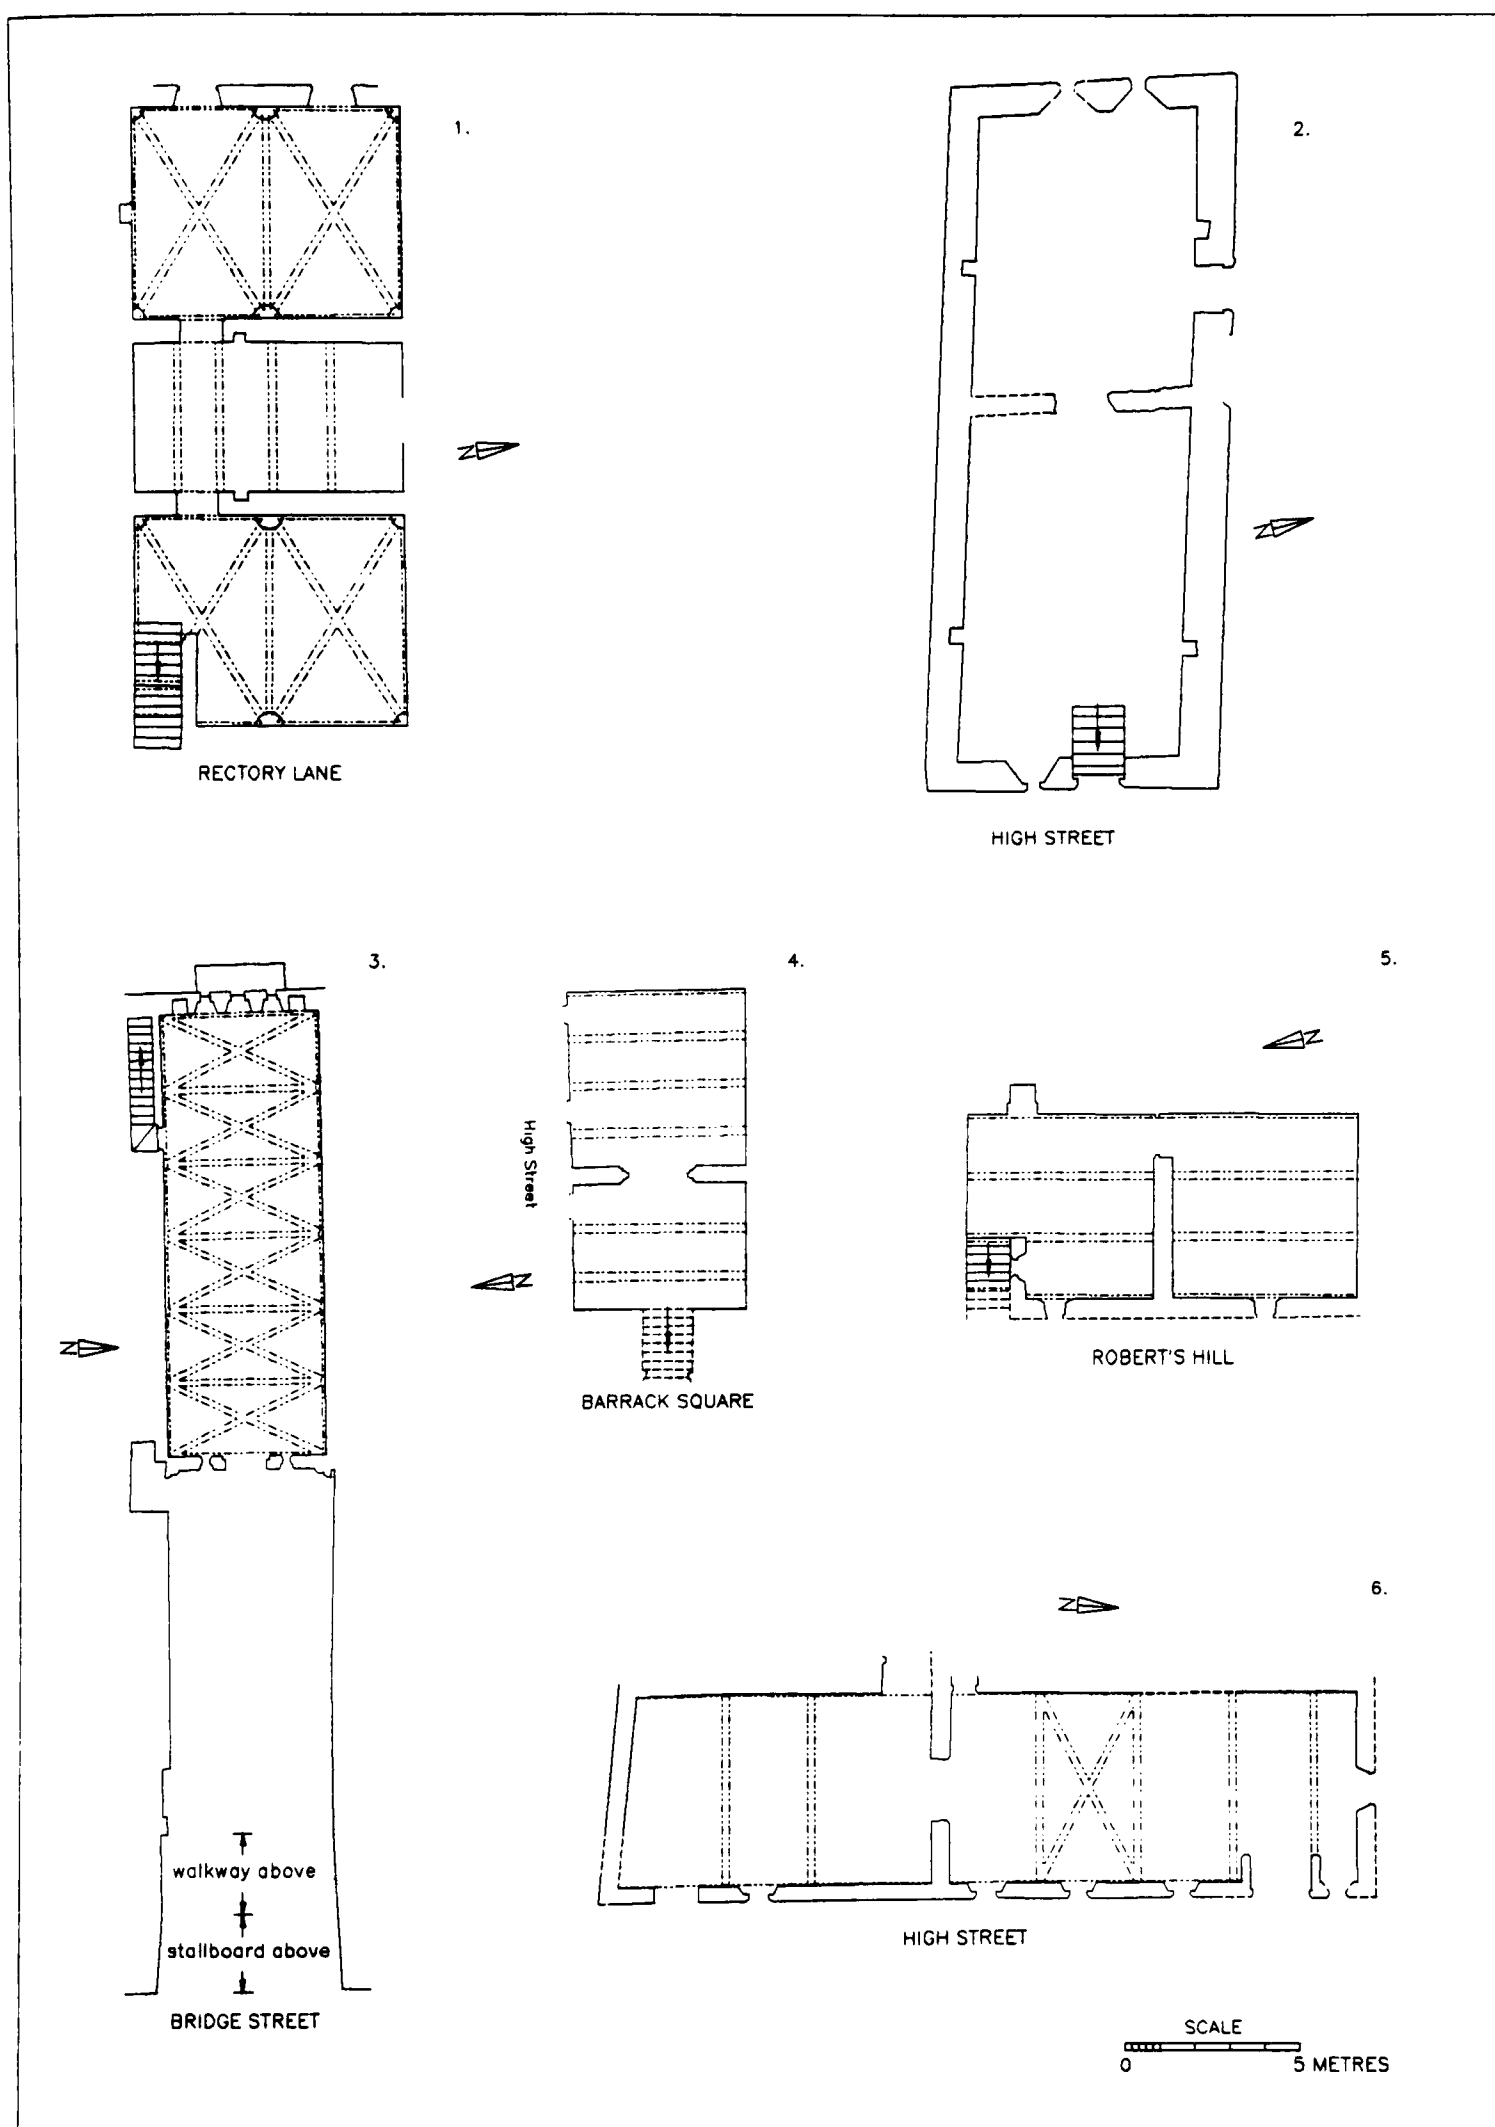 1.
N
RECTORY LANE
2.
N
HIGH STREET
3.
N
walkway above
stallboard above
BRIDGE STREET
4.
High Street
N
BARRACK SQUARE
5.
N
ROBERT'S HILL
6.
N
HIGH STREET
SCALE
0 5 METRES